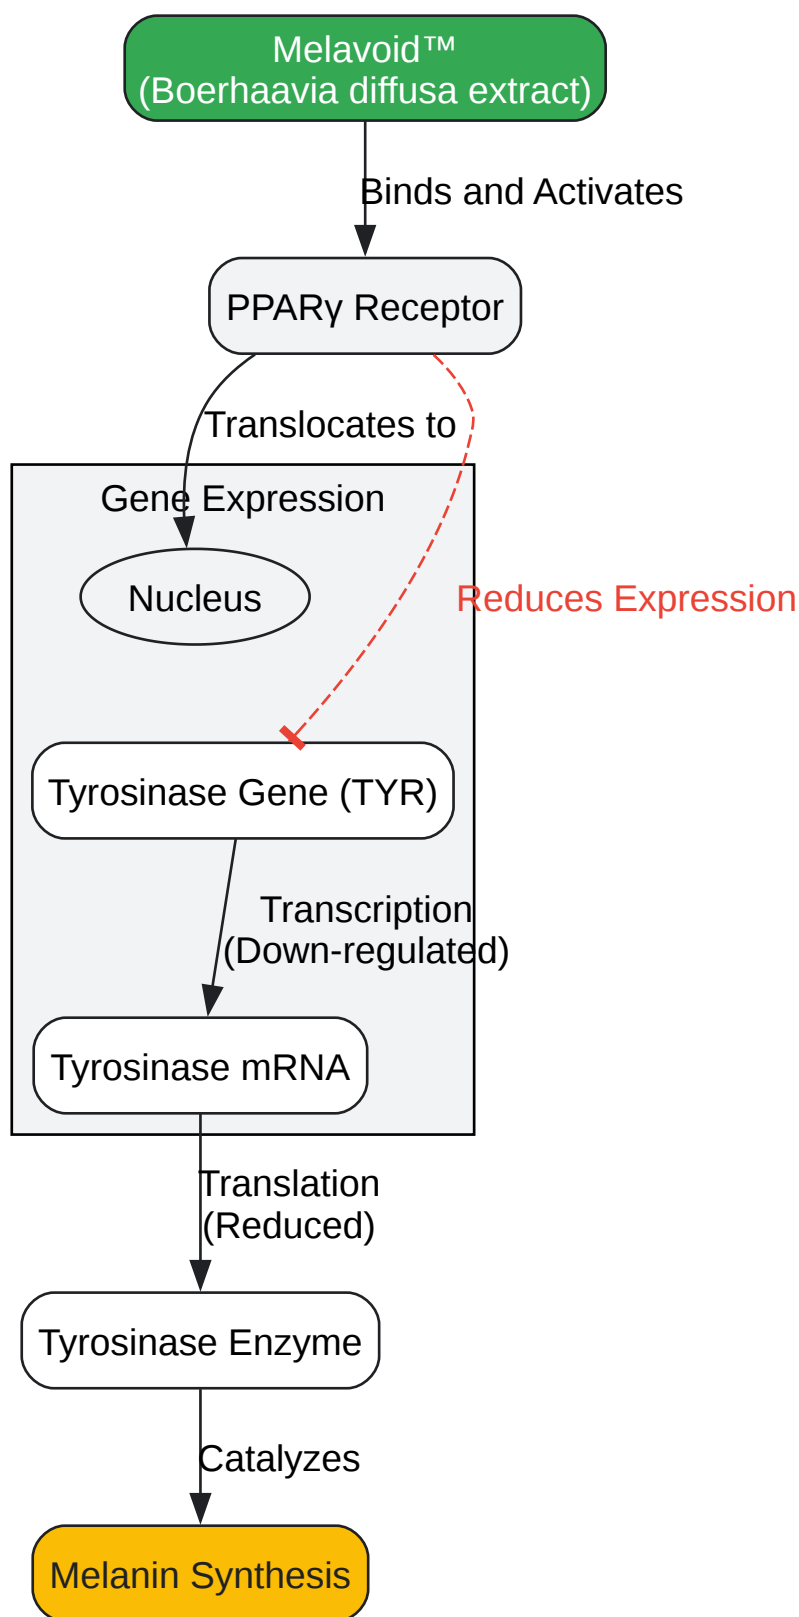 Melavoid™
(Boerhaavia diffusa extract)
Binds and Activates
PPARγ Receptor
Translocates to
Gene Expression
Nucleus
Reduces Expression
Tyrosinase Gene (TYR)
Transcription
(Down-regulated)
Tyrosinase mRNA
Translation
(Reduced)
Tyrosinase Enzyme
Catalyzes
Melanin Synthesis